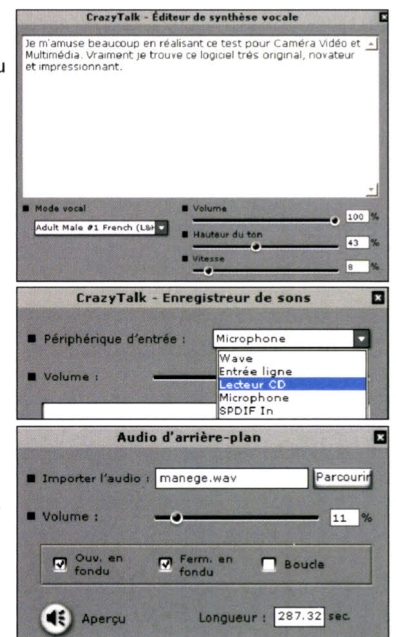 CrazyTalk - Éditeur de synthèse vocale
Je m'amuse beaucoup en réalisant ce test pour Caméra Vidéo et
Multimédia. Vraiment je trouve ce logiciel très original, novateur
et impressionnant.
u
Mode vocal
Volume
Adult Male #1 French (L&H
100 %
Hauteur du ton
43 %
Vitesse
8 %
CrazyTalk - Enregistreur de sons
Périphérique d'entrée :
Microphone
Wave
Entrée ligne
Volume :
Lecteur CD
Microphone
SPDIF In
Audio d'arrière-plan
Importer l'audio :
manege.wav
Parcourir
Volume :
11 %
Ouv. en
fondu
Ferm. en
fondu
Boucle
Aperçu
Longueur : 287.32 sec.